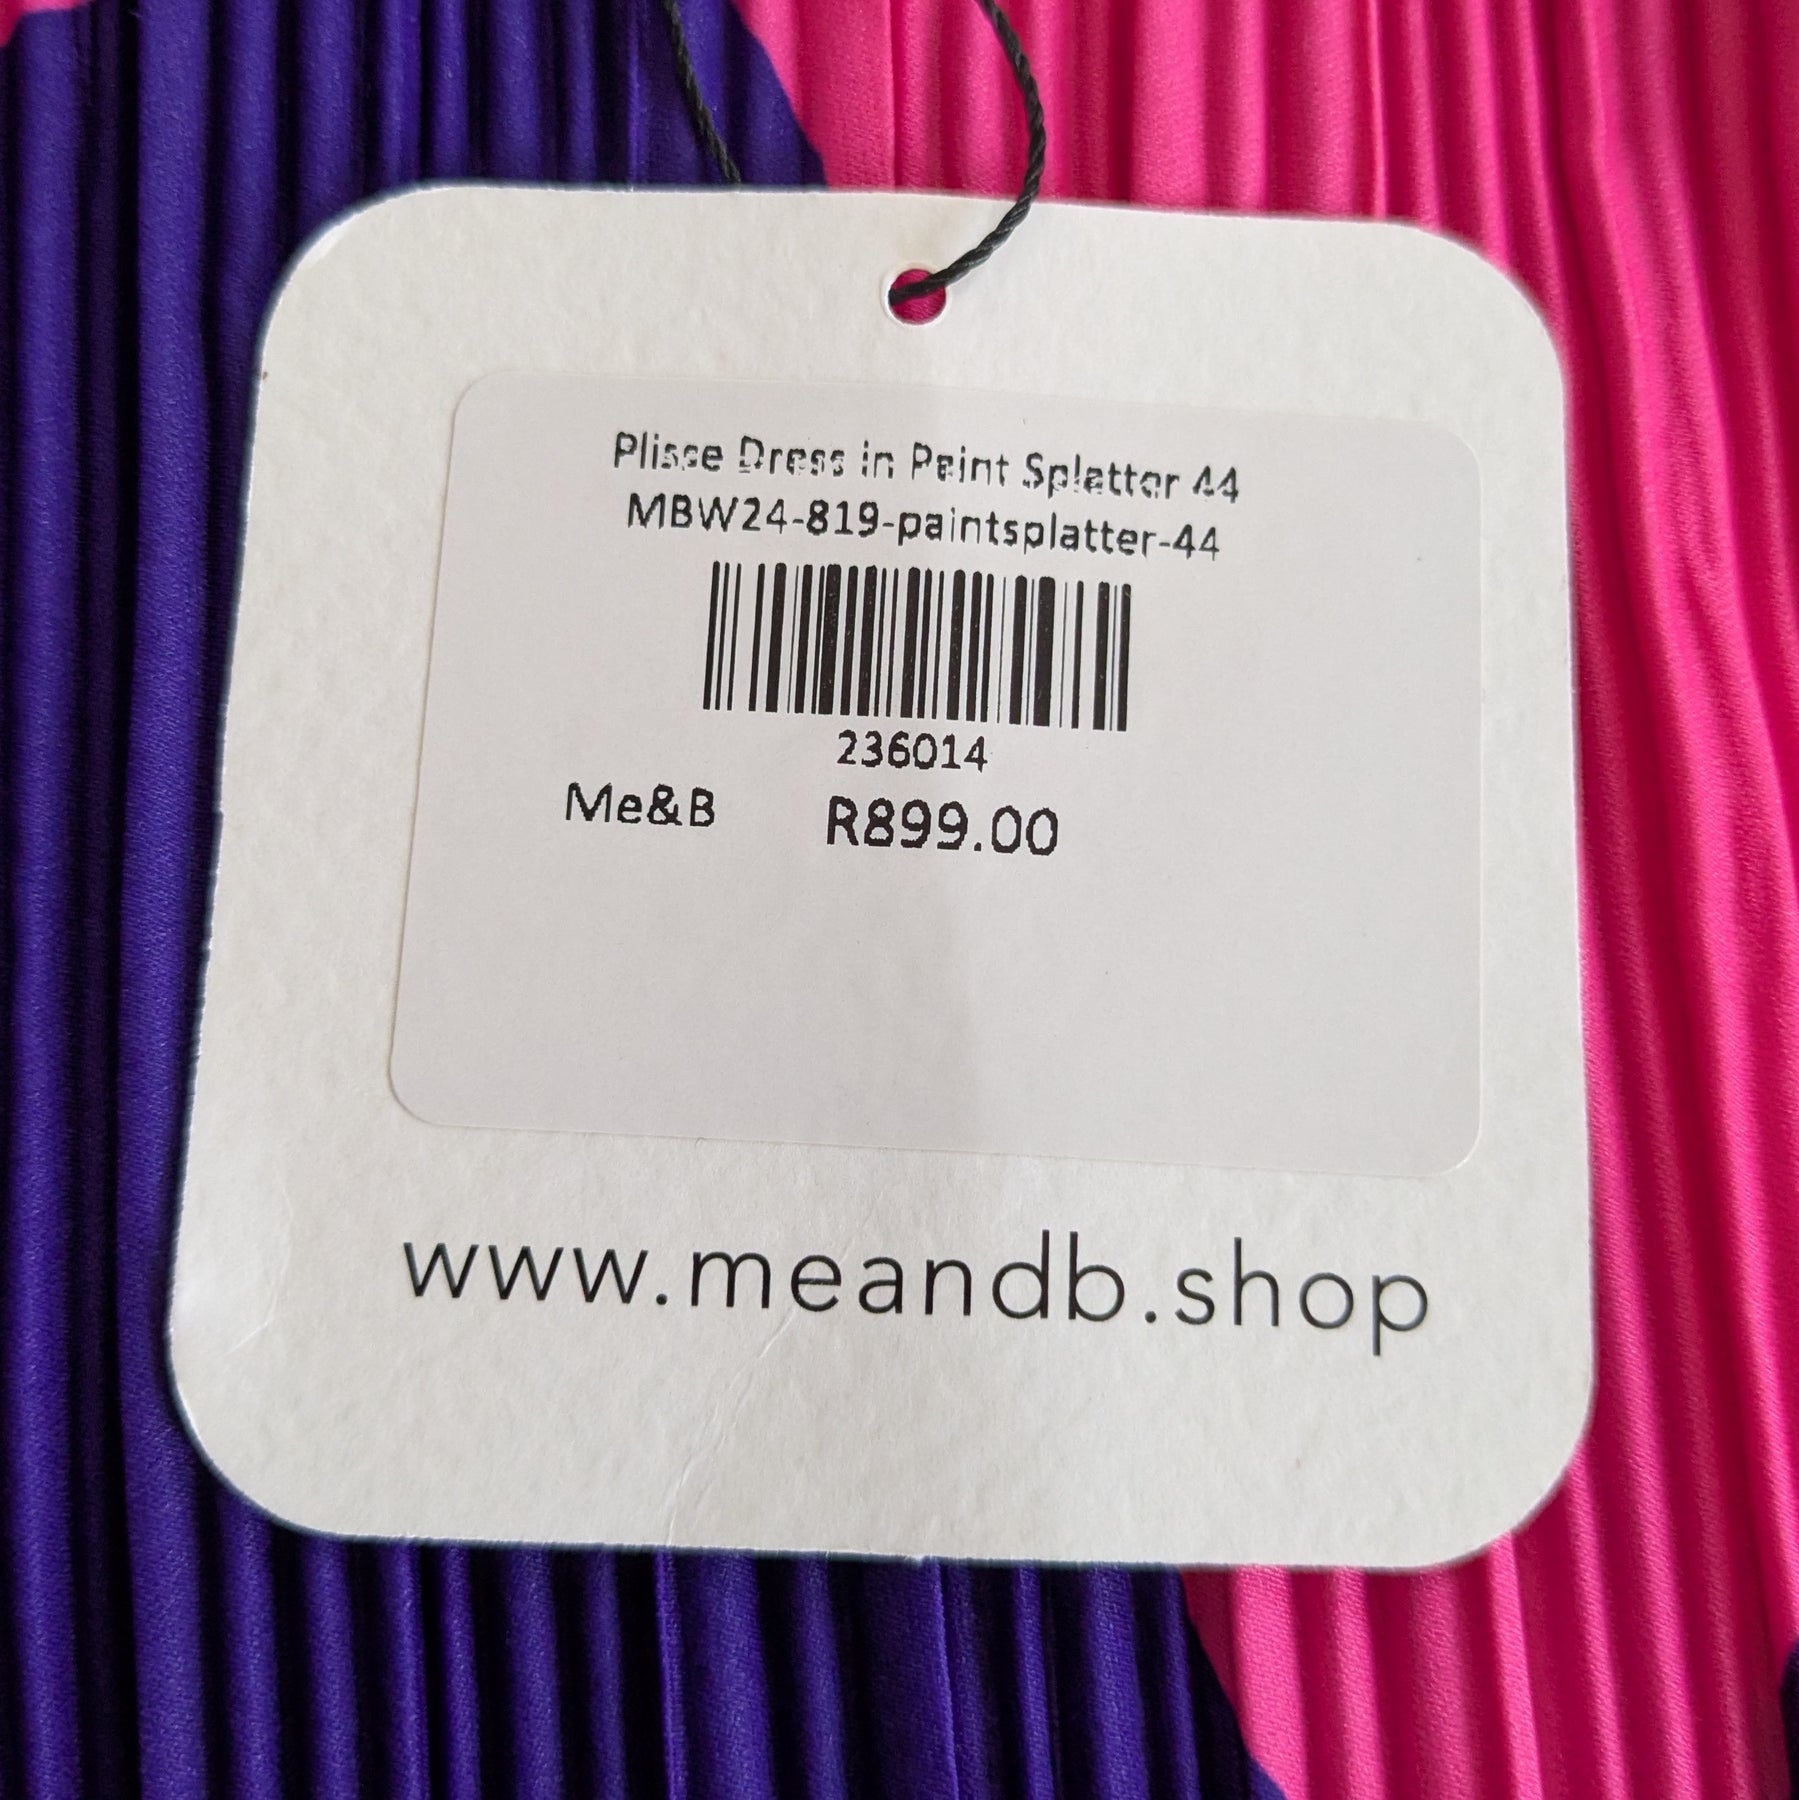 Plisse Dress in Paint Splatter 44
MBW24-819-paintsplatter-44
236014
Me&B R899.00
www.meandb.shop